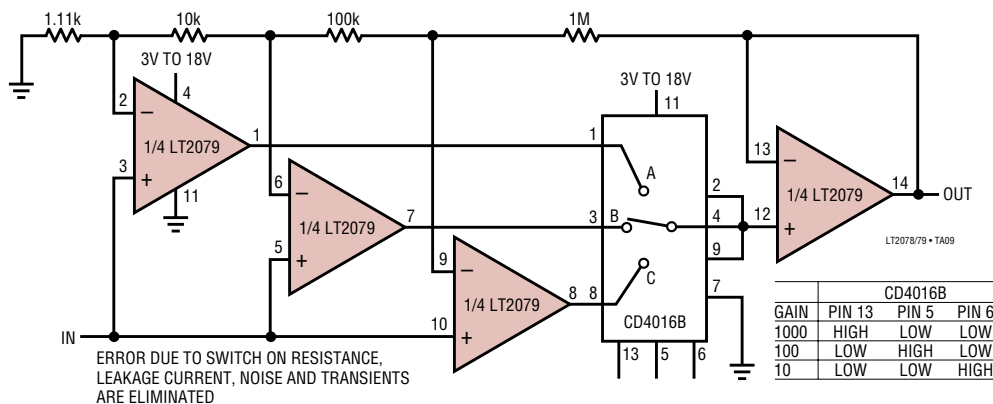 1.11k 10k 100k 1M
3V TO 18V
3V TO 18V
4
11
2
−
1
1
13
−
1/4 LT2079
A
3
+
2
1/4 LT2079
14
OUT
11
6
−
7
3
B
4
12
+
1/4 LT2079
9
LT2078/79 • TA09
5
+
9
−
C
7
1/4 LT2079
8
8
CD4016B
IN
10
+
13
5
6
ERROR DUE TO SWITCH ON RESISTANCE,
LEAKAGE CURRENT, NOISE AND TRANSIENTS
ARE ELIMINATED
CD4016B
GAIN PIN 13 PIN 5 PIN 6
1000 HIGH LOW LOW
100 LOW HIGH LOW
10 LOW LOW HIGH